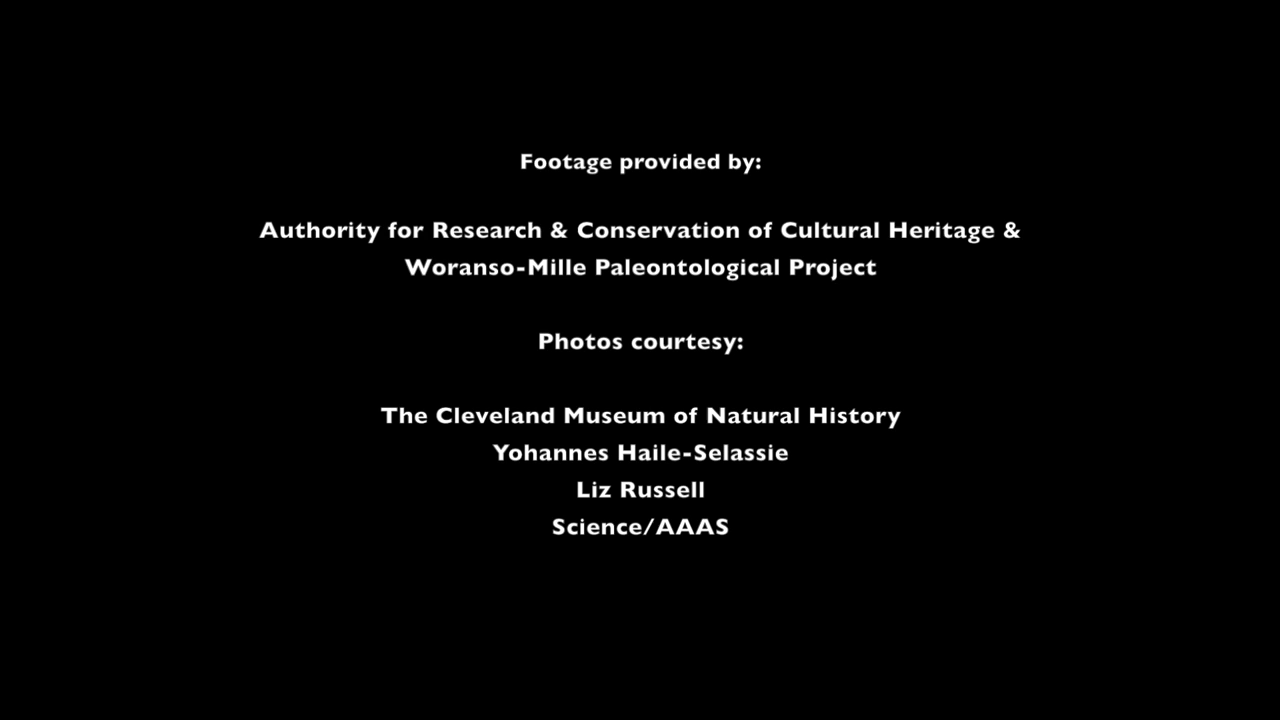 Footage provided by:
Authority for Research & Conservation of Cultural Heritage &
Woranso-Mille Paleontological Project
Photos courtesy:
The Cleveland Museum of Natural History
Yohannes Haile-Selassie
Liz Russell
Science/AAAS